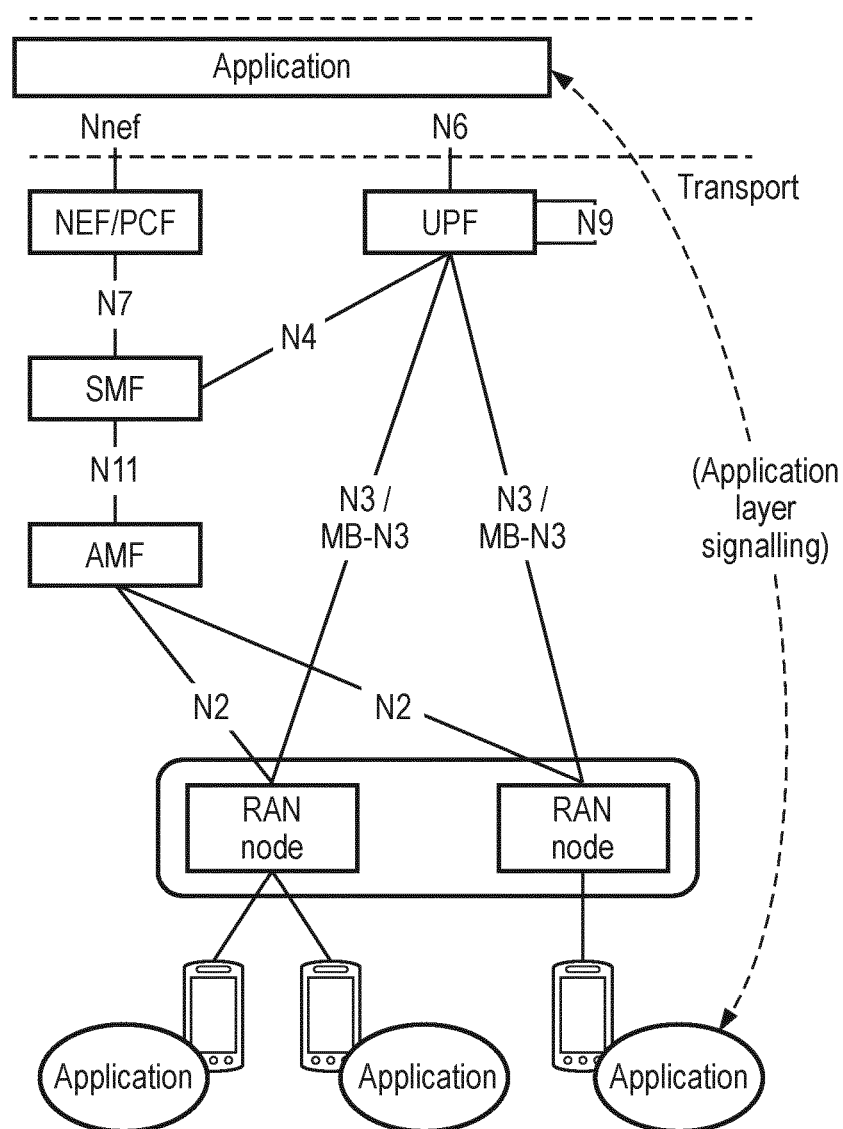 Application
Nnef
N6
Transport
NEF/PCF
UPF
N9
N7
N4
SMF
N11
N3 /
MB-N3
N3 /
MB-N3
(Application
layer
signalling)
AMF
N2
N2
RAN
node
RAN
node
Application
Application
Application